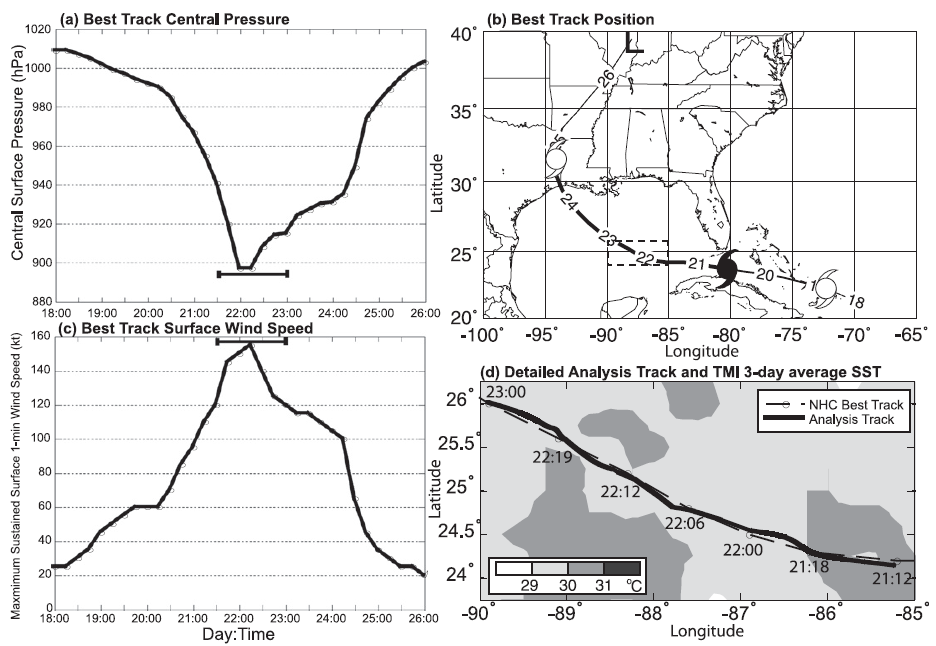 (a) Best Track Central Pressure
Central Surface Pressure (hPa)
1020
1000
980
960
940
920
900
880
18:00 19:00 20:00 21:00 22:00 23:00 24:00 25:00 26:00
(b) Best Track Position
Latitude
40°
35°
30°
25°
20°
L
26
24
23
22
21
20
18
-100 -95 -90 -85 -80 -75 -70 -65
Longitude
(c) Best Track Surface Wind Speed
Maxmimum Sustained Surface 1-min Wind Speed (kt)
160
140
120
100
80
60
40
20
0
18:00 19:00 20:00 21:00 22:00 23:00 24:00 25:00 26:00
Day:Time
(d) Detailed Analysis Track and TMI 3-day average SST
Latitude
26°
25.5
25°
24.5
24°
NHC Best Track
Analysis Track
23:00
22:19
22:12
22:06
22:00
21:18
21:12
29 30 31 °C
-90 -89 -88 -87 -86 -85
Longitude